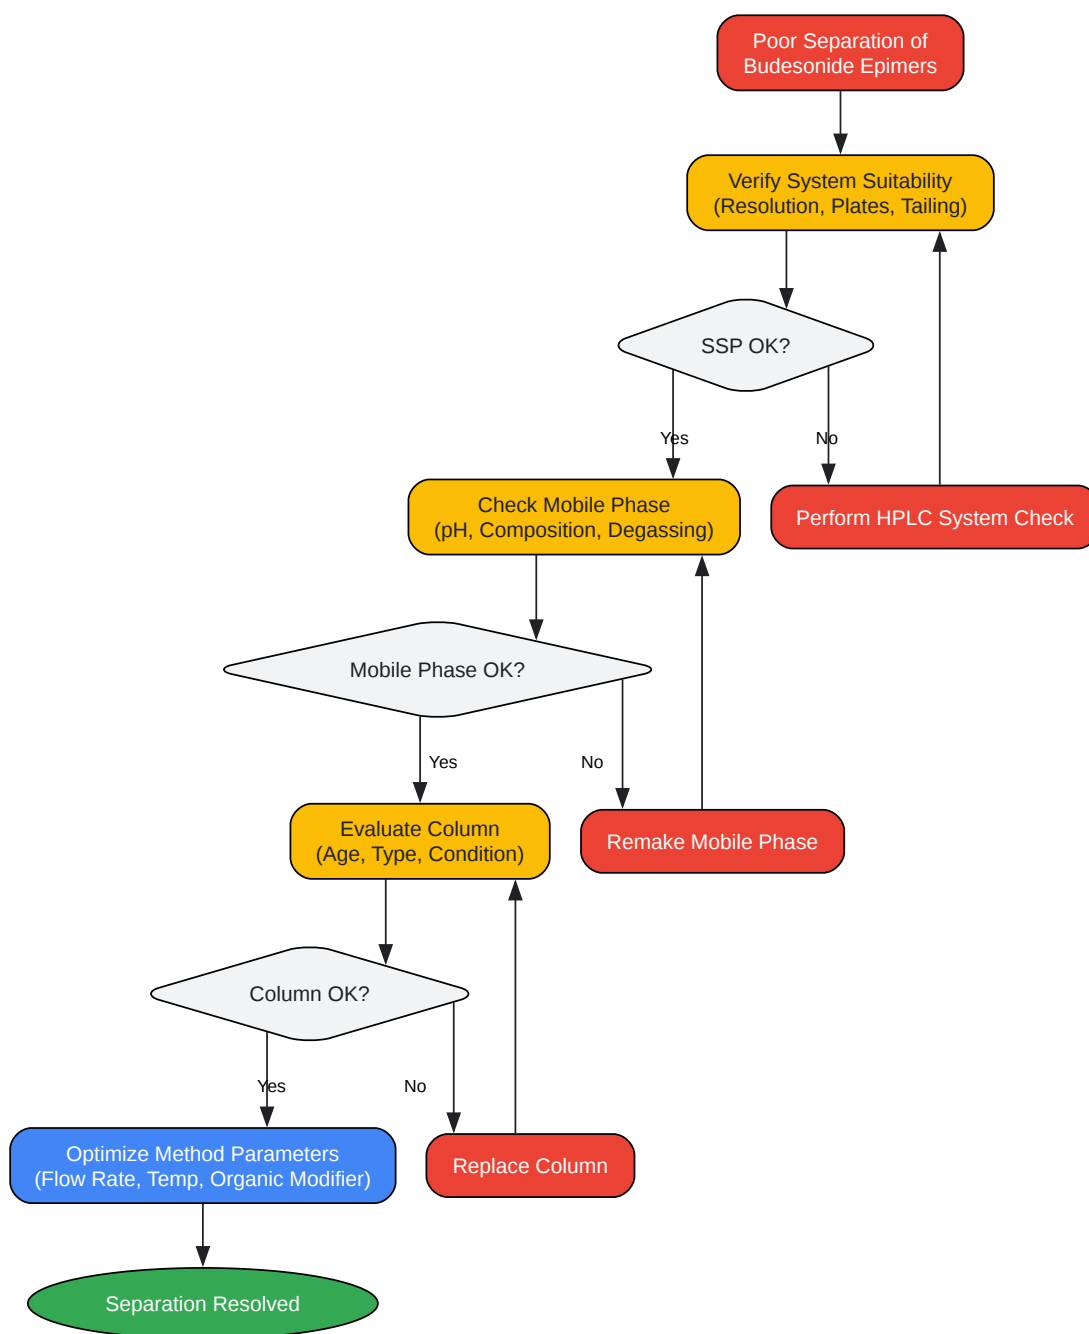 Poor Separation of
Budesonide Epimers
Verify System Suitability
(Resolution, Plates, Tailing)
SSP OK?
Yes
No
Check Mobile Phase
(pH, Composition, Degassing)
Perform HPLC System Check
Mobile Phase OK?
Yes
No
Evaluate Column
(Age, Type, Condition)
Remake Mobile Phase
Column OK?
Yes
No
Optimize Method Parameters
(Flow Rate, Temp, Organic Modifier)
Replace Column
Separation Resolved